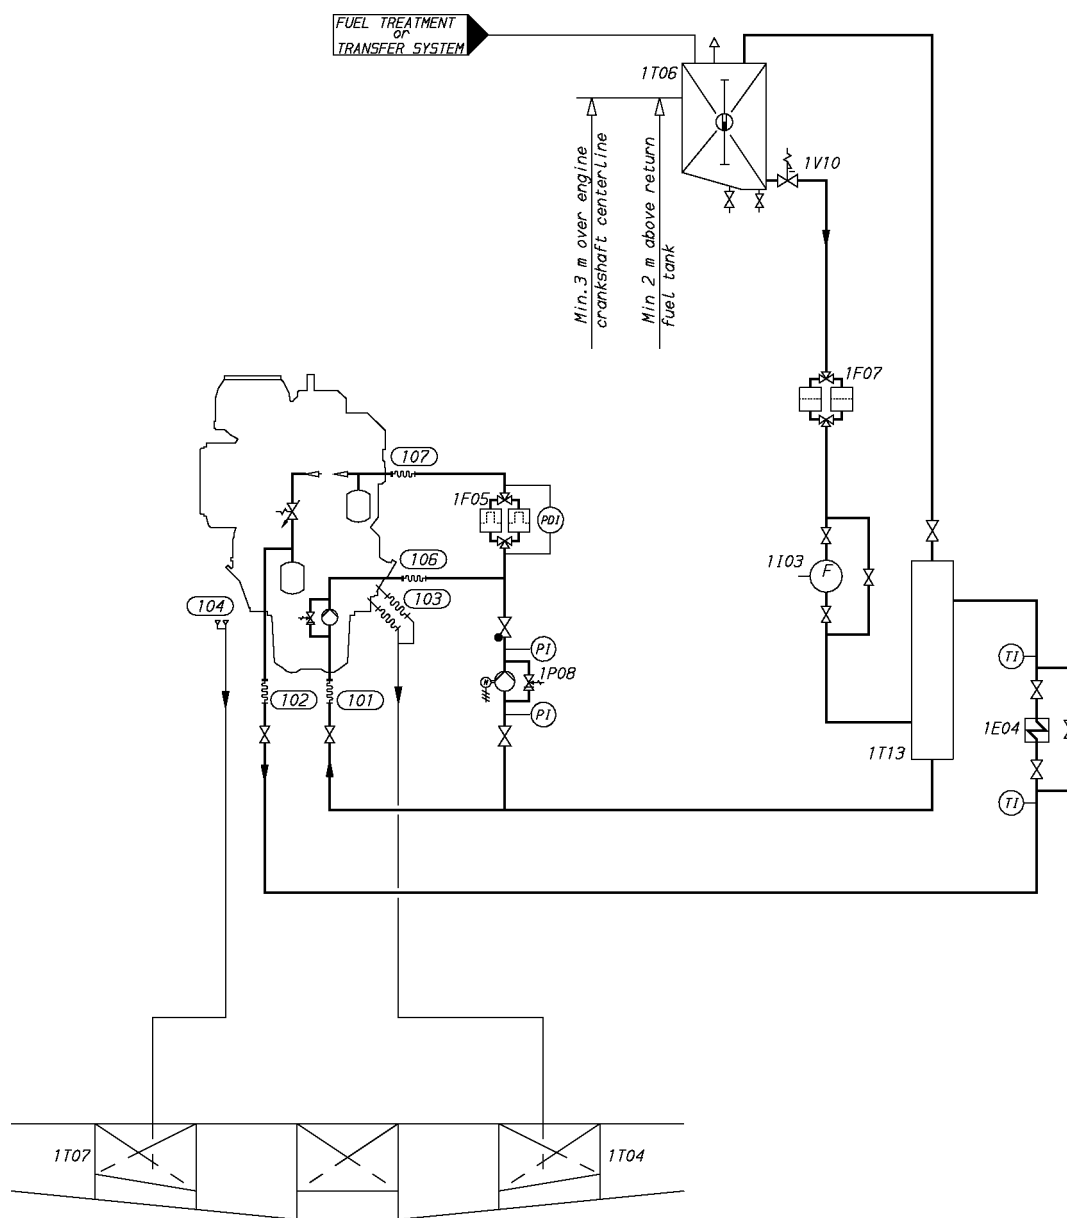 FUEL TREATMENT
or
TRANSFER SYSTEM
1T06
1V10
Min.3 m over engine
crankshaft centerline
Min 2 m above return
fuel tank
1F07
107
1F05
PDI
106
1I03
F
103
104
PI
TI
1P08
102
101
PI
1E04
1T13
TI
1T07
1T04